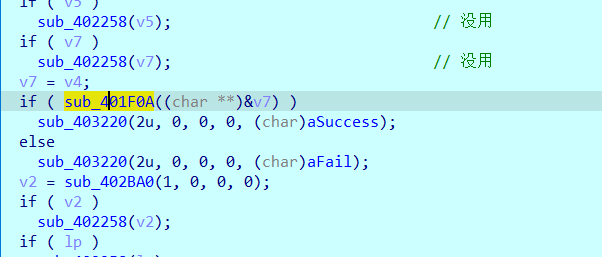 if ( v5 )
sub_402258(v5); // 没用
if ( v7 )
sub_402258(v7); // 没用
v7 = v4;
if ( sub_401F0A((char **)&v7) )
sub_403220(2u, 0, 0, 0, (char)aSuccess);
else
sub_403220(2u, 0, 0, 0, (char)aFail);
v2 = sub_402BA0(1, 0, 0, 0);
if ( v2 )
sub_402258(v2);
if ( lp )